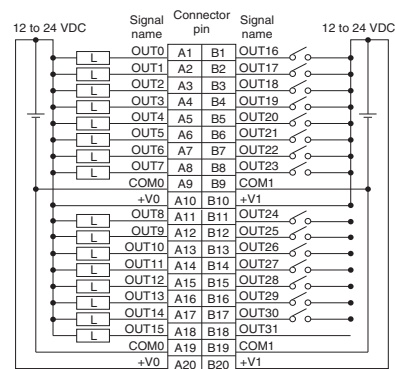 Signal name Connector pin Signal name
12 to 24 VDC 12 to 24 VDC
L OUT0 A1 B1 OUT16
L OUT1 A2 B2 OUT17
L OUT2 A3 B3 OUT18
L OUT3 A4 B4 OUT19
L OUT4 A5 B5 OUT20
L OUT5 A6 B6 OUT21
L OUT6 A7 B7 OUT22
L OUT7 A8 B8 OUT23
COM0 A9 B9 COM1
+V0 A10 B10 +V1
L OUT8 A11 B11 OUT24
L OUT9 A12 B12 OUT25
L OUT10 A13 B13 OUT26
L OUT11 A14 B14 OUT27
L OUT12 A15 B15 OUT28
L OUT13 A16 B16 OUT29
L OUT14 A17 B17 OUT30
L OUT15 A18 B18 OUT31
COM0 A19 B19 COM1
+V0 A20 B20 +V1